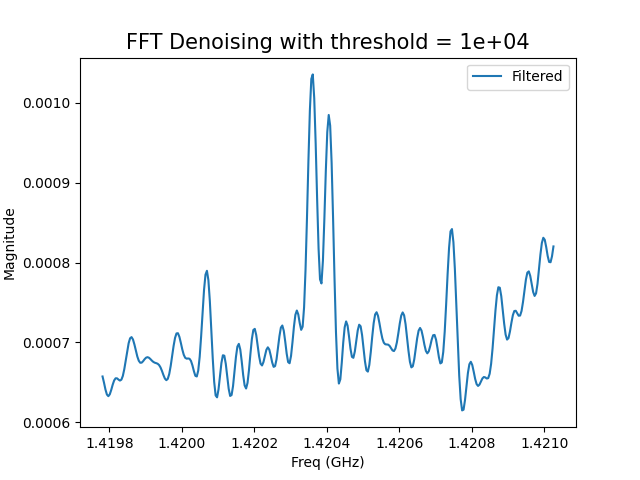 FFT Denoising with threshold = 1e+04
Filtered
0.0010
0.0009
0.0008
0.0007
0.0006
Magnitude
1.4198 1.4200 1.4202 1.4204 1.4206 1.4208 1.4210
Freq (GHz)